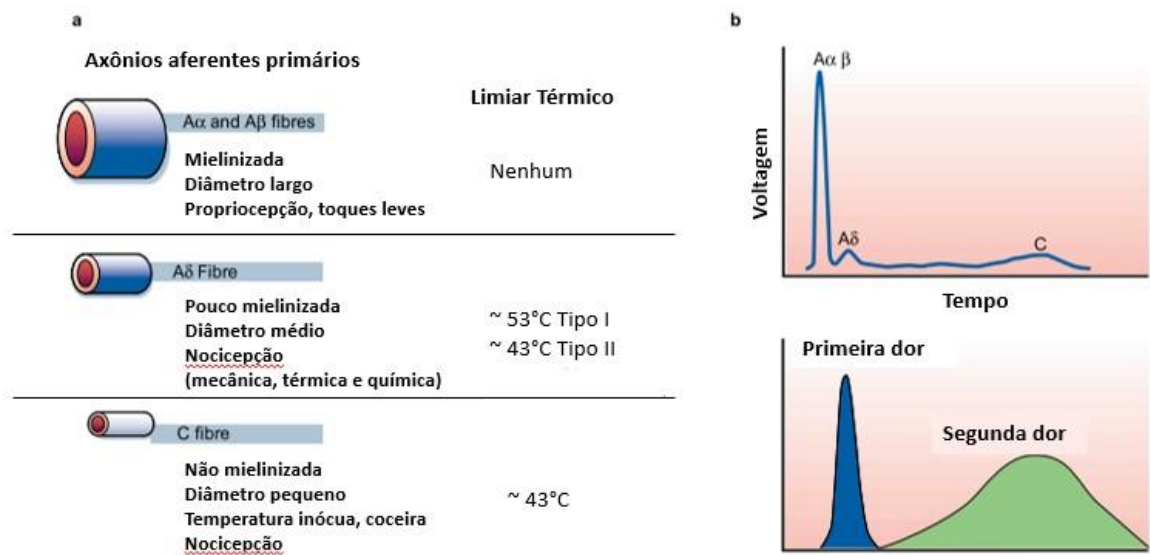 a
Axônios aferentes primários
Limiar Térmico
Aα and Aβ fibres
Mielinizada
Diâmetro largo
Propriocepção, toques leves
Nenhum
Aδ Fibre
Pouco mielinizada
Diâmetro médio
Nocicepção
(mecânica, térmica e química)
~ 53°C Tipo I
~ 43°C Tipo II
C fibre
Não mielinizada
Diâmetro pequeno
Temperatura inócua, coceira
Nocicepção
~ 43°C
b
Aα β
Aδ
C
Voltagem
Tempo
Primeira dor
Segunda dor